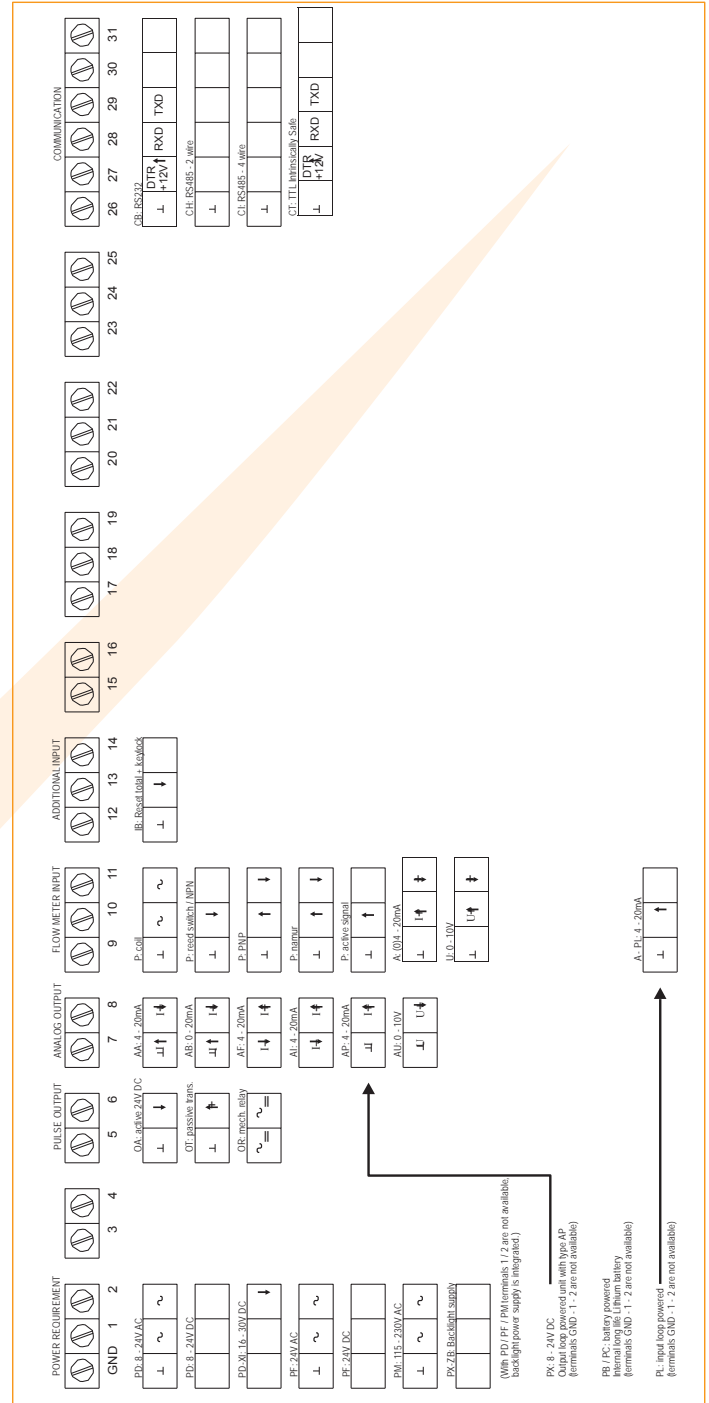 POWER REQUIREMENT
GND 1 2
PD: 8 - 24V AC
⊥ ~ ~
PD: 8 - 24V DC
PD-XI: 16 - 30V DC
PF: 24V AC
⊥ ~ ~
PF: 24V DC
PM: 115 - 230V AC
⊥ ~ ~
PX-ZB: Backlight supply
(With PD / PF / PM terminals 1 / 2 are not available,
backlight power supply is integrated.)
PX: 8 - 24V DC
Output loop powered unit with type AP
(terminals GND - 1 - 2 are not available)
PB / PC: battery powered
Internal long life Lithium battery
(terminals GND - 1 - 2 are not available)
PL: input loop powered
(terminals GND - 1 - 2 are not available)
3 4
PULSE OUTPUT
5 6
OA: active 24V DC
⊥
OT: passive trans.
⊥
OR: mech. relay
ANALOG OUTPUT
7 8
AA: 4 - 20mA
⊥I I
AB: 0 - 20mA
⊥I I
AF: 4 - 20mA
I I
AI: 4 - 20mA
I I
AP: 4 - 20mA
⊥I I
AU: 0 - 10V
⊥U U
FLOW METER INPUT
9 10 11
P: coil
⊥ ~ ~
P: reed switch / NPN
⊥
P: PNP
⊥
P: namur
⊥
P: active signal
⊥
A: (0)4 - 20mA
⊥ I
U: 0 - 10V
⊥ U
A - PL: 4 - 20mA
⊥
ADDITIONAL INPUT
12 13 14
IB: Reset total + keylock
⊥
15 16
17 18 19
20 21 22
23 24 25
COMMUNICATION
26 27 28 29 30 31
CB: RS232
⊥ DTR +12V RXD TXD
CH: RS485 - 2 wire
⊥
CI: RS485 - 4 wire
⊥
CT: TTL Intrinsically Safe
⊥ DTR +12V RXD TXD